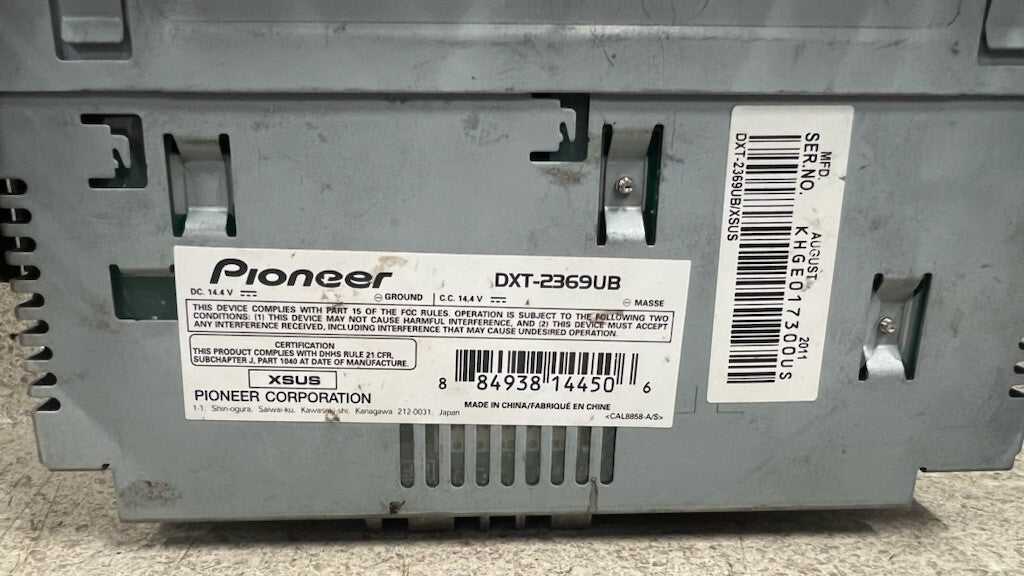 Pioneer
DXT-2369UB
DC. 14.4 V ⎓ ⊖ GROUND | C.C. 14.4 V ⎓ ⊖ MASSE
THIS DEVICE COMPLIES WITH PART 15 OF THE FCC RULES. OPERATION IS SUBJECT TO THE FOLLOWING TWO
CONDITIONS: (1) THIS DEVICE MAY NOT CAUSE HARMFUL INTERFERENCE, AND (2) THIS DEVICE MUST ACCEPT
ANY INTERFERENCE RECEIVED, INCLUDING INTERFERENCE THAT MAY CAUSE UNDESIRED OPERATION.
CERTIFICATION
THIS PRODUCT COMPLIES WITH DHHS RULE 21 CFR,
SUBCHAPTER J, PART 1040 AT DATE OF MANUFACTURE.
XSUS
PIONEER CORPORATION
1-1, Shin-ogura, Saiwai-ku, Kawasaki-shi, Kanagawa 212-0031, Japan
8 84938 14450 6
MADE IN CHINA/FABRIQUÉ EN CHINE
<CAL8858-A/S>
MFD. AUGUST 2011
SER.NO. KHGE017300US
DXT-2369UB/XSUS